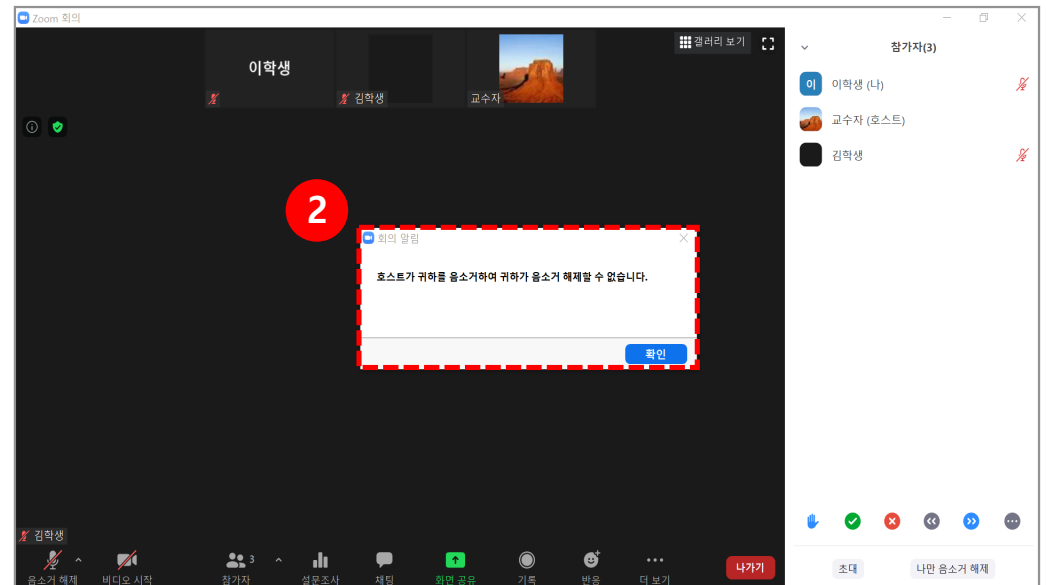 Zoom 회의
이학생
김학생
교수자
갤러리 보기
참가자(3)
이
이학생 (나)
교수자 (호스트)
김학생
2
회의 알림
호스트가 귀하를 음소거하여 귀하가 음소거 해제할 수 없습니다.
확인
김학생
음소거 해제
비디오 시작
3
참가자
설문조사
채팅
화면 공유
기록
반응
더 보기
나가기
초대
나만 음소거 해제